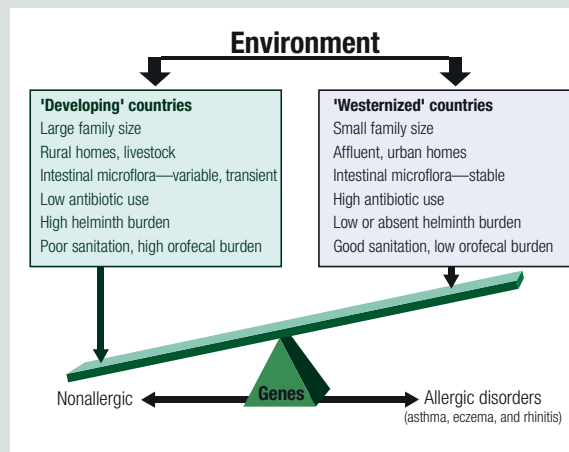 Environment
'Developing' countries
Large family size
Rural homes, livestock
Intestinal microflora—variable, transient
Low antibiotic use
High helminth burden
Poor sanitation, high orofecal burden
'Westernized' countries
Small family size
Affluent, urban homes
Intestinal microflora—stable
High antibiotic use
Low or absent helminth burden
Good sanitation, low orofecal burden
Nonallergic
Genes
Allergic disorders
(asthma, eczema, and rhinitis)